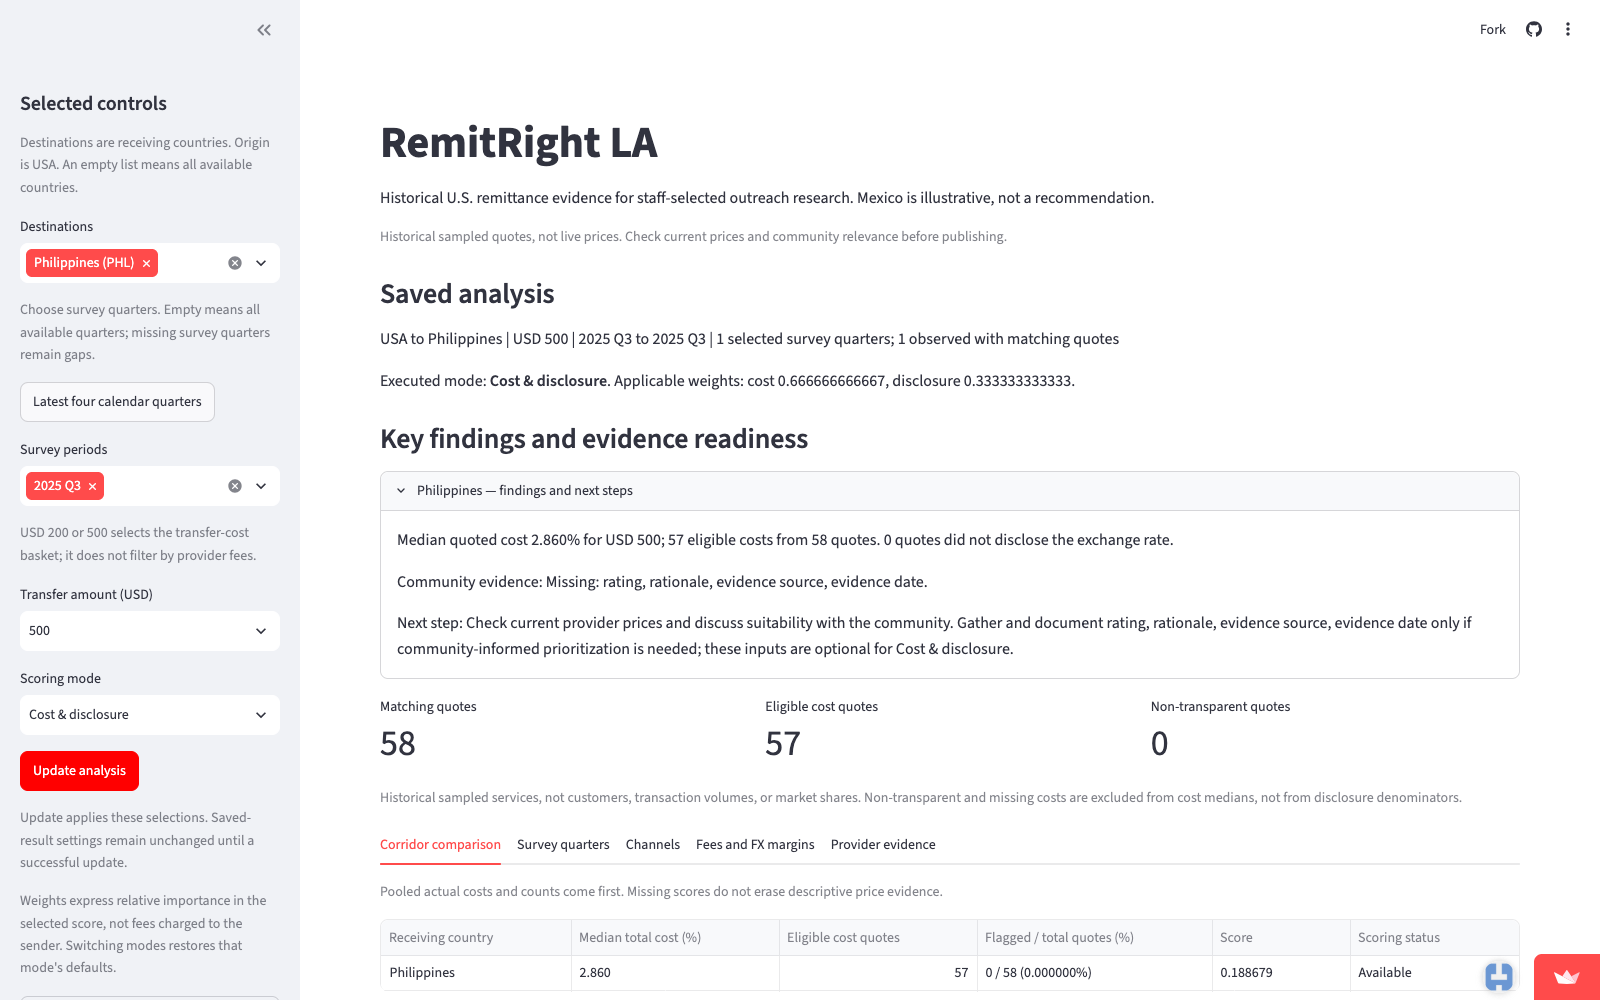 Selected controls
Destinations are receiving countries. Origin
is USA. An empty list means all available
countries.
Destinations
Philippines (PHL)
Choose survey quarters. Empty means all
available quarters; missing survey quarters
remain gaps.
Latest four calendar quarters
Survey periods
2025 Q3
USD 200 or 500 selects the transfer-cost
basket; it does not filter by provider fees.
Transfer amount (USD)
500
Scoring mode
Cost & disclosure
Update analysis
Update applies these selections. Saved-
result settings remain unchanged until a
successful update.
Weights express relative importance in the
selected score, not fees charged to the
sender. Switching modes restores that
mode's defaults.
Fork
RemitRight LA
Historical U.S. remittance evidence for staff-selected outreach research. Mexico is illustrative, not a recommendation.
Historical sampled quotes, not live prices. Check current prices and community relevance before publishing.
Saved analysis
USA to Philippines | USD 500 | 2025 Q3 to 2025 Q3 | 1 selected survey quarters; 1 observed with matching quotes
Executed mode: Cost & disclosure. Applicable weights: cost 0.666666666667, disclosure 0.333333333333.
Key findings and evidence readiness
Philippines — findings and next steps
Median quoted cost 2.860% for USD 500; 57 eligible costs from 58 quotes. 0 quotes did not disclose the exchange rate.
Community evidence: Missing: rating, rationale, evidence source, evidence date.
Next step: Check current provider prices and discuss suitability with the community. Gather and document rating, rationale, evidence source, evidence date only if
community-informed prioritization is needed; these inputs are optional for Cost & disclosure.
Matching quotes
58
Eligible cost quotes
57
Non-transparent quotes
0
Historical sampled services, not customers, transaction volumes, or market shares. Non-transparent and missing costs are excluded from cost medians, not from disclosure denominators.
Corridor comparison Survey quarters Channels Fees and FX margins Provider evidence
Pooled actual costs and counts come first. Missing scores do not erase descriptive price evidence.
Receiving country Median total cost (%) Eligible cost quotes Flagged / total quotes (%) Score Scoring status
Philippines 2.860 57 0 / 58 (0.000000%) 0.188679 Available